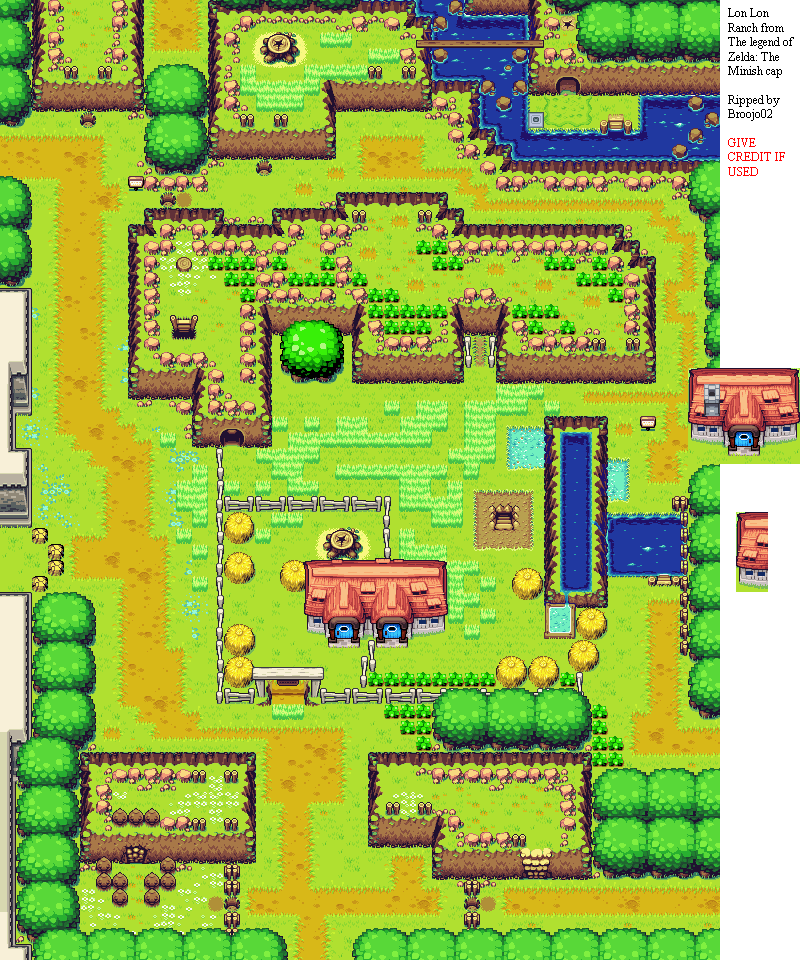 Lon Lon
Ranch from
The legend of
Zelda: The
Minish cap
Ripped by
Broojo02
GIVE
CREDIT IF
USED